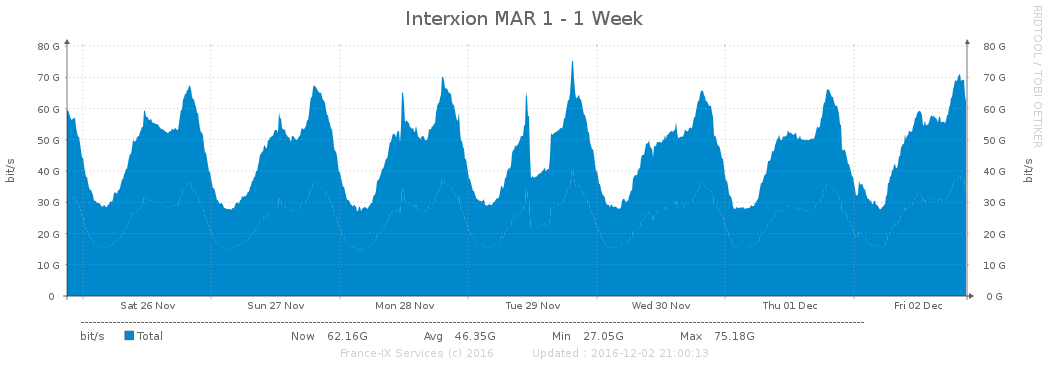 Interxion MAR 1 - 1 Week
RRDTOOL / TOBI OETIKER
bit/s
80 G 80 G
70 G 70 G
60 G 60 G
50 G 50 G
40 G 40 G
30 G 30 G
20 G 20 G
10 G 10 G
0 0 G
bit/s
Sat 26 Nov Sun 27 Nov Mon 28 Nov Tue 29 Nov Wed 30 Nov Thu 01 Dec Fri 02 Dec
bit/s Total Now 62.16G Avg 46.35G Min 27.05G Max 75.18G
France-IX Services (c) 2016 Updated : 2016-12-02 21:00:13